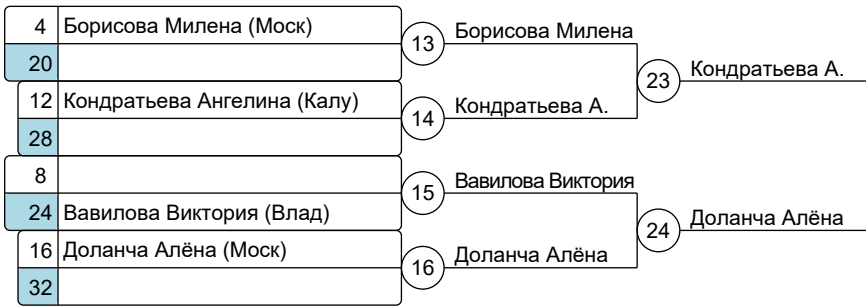 4 Борисова Милена (Моск)
13 Борисова Милена
20
23 Кондратьева А.
12 Кондратьева Ангелина (Калу)
14 Кондратьева А.
28
8
15 Вавилова Виктория
24 Вавилова Виктория (Влад)
24 Доланча Алёна
16 Доланча Алёна (Моск)
16 Доланча Алёна
32